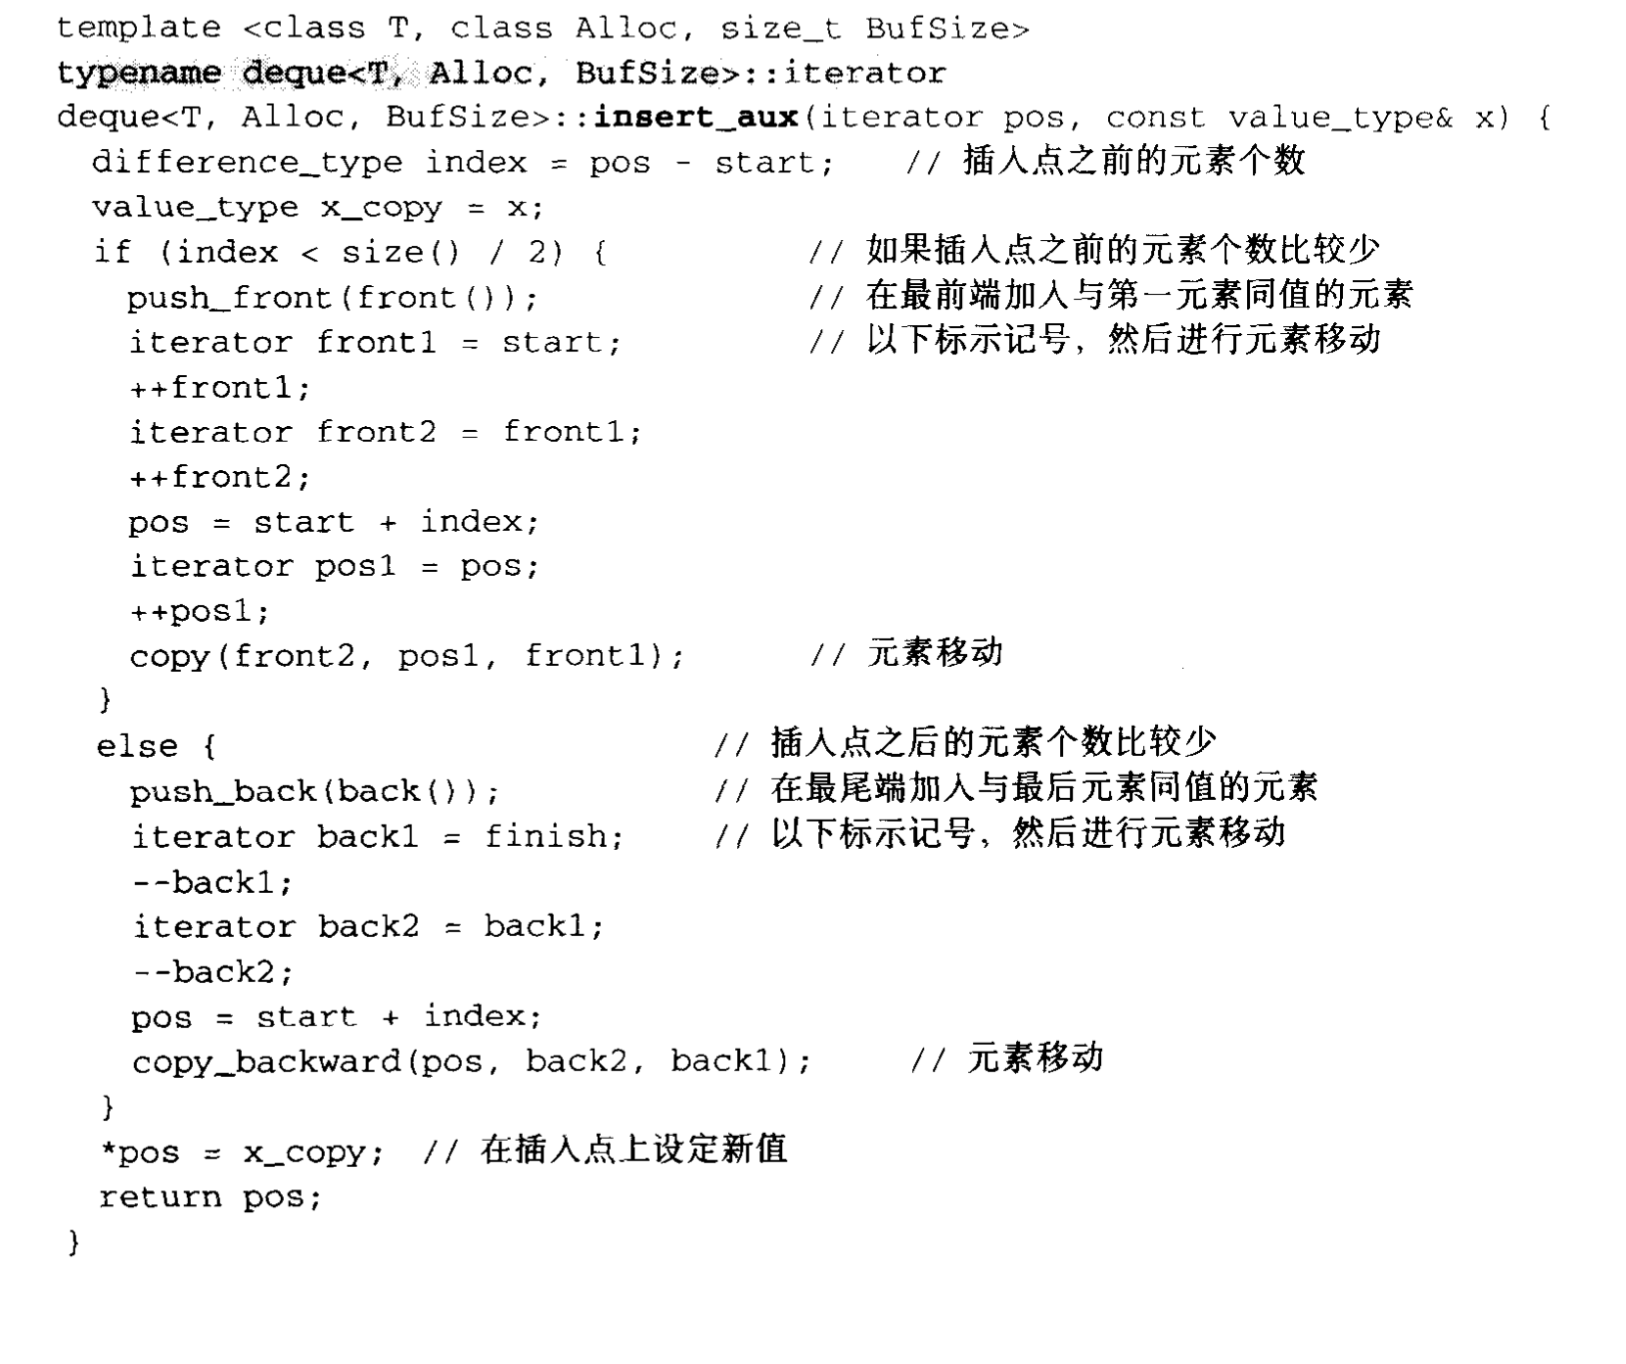 template <class T, class Alloc, size_t BufSize>
typename deque<T, Alloc, BufSize>::iterator
deque<T, Alloc, BufSize>::insert_aux(iterator pos, const value_type& x) {
difference_type index = pos - start; // 插入点之前的元素个数
value_type x_copy = x;
if (index < size() / 2) { // 如果插入点之前的元素个数比较少
push_front(front()); // 在最前端加入与第一元素同值的元素
iterator front1 = start; // 以下标示记号，然后进行元素移动
++front1;
iterator front2 = front1;
++front2;
pos = start + index;
iterator pos1 = pos;
++pos1;
copy(front2, pos1, front1); // 元素移动
}
else { // 插入点之后的元素个数比较少
push_back(back()); // 在最尾端加入与最后元素同值的元素
iterator back1 = finish; // 以下标示记号，然后进行元素移动
--back1;
iterator back2 = back1;
--back2;
pos = start + index;
copy_backward(pos, back2, back1); // 元素移动
}
*pos = x_copy; // 在插入点上设定新值
return pos;
}